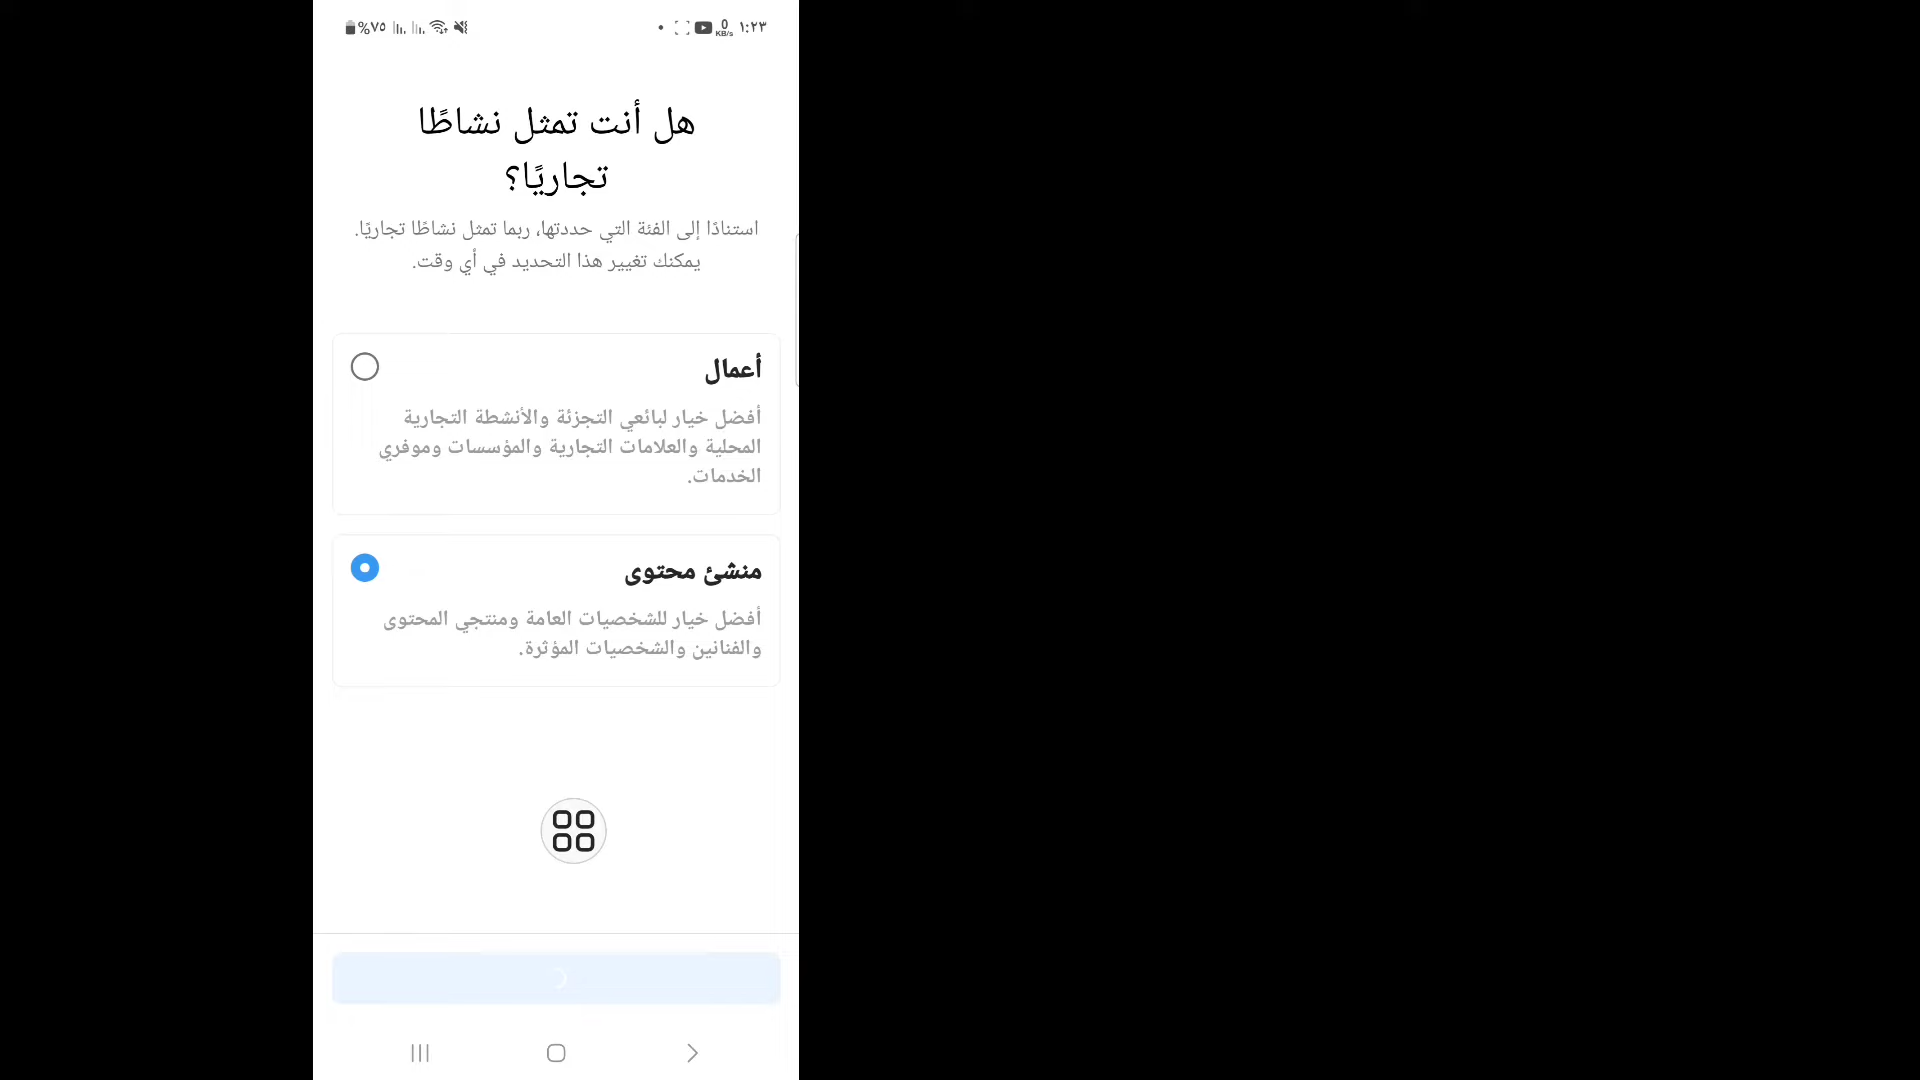 ١:٢٣
0
KB/s
%٧٥
هل أنت تمثل نشاطًا
تجاريًا؟
استنادًا إلى الفئة التي حددتها، ربما تمثل نشاطًا تجاريًا.
يمكنك تغيير هذا التحديد في أي وقت.
أعمال
أفضل خيار لبائعي التجزئة والأنشطة التجارية
المحلية والعلامات التجارية والمؤسسات وموفري
الخدمات.
منشئ محتوى
أفضل خيار للشخصيات العامة ومنتجي المحتوى
والفنانين والشخصيات المؤثرة.